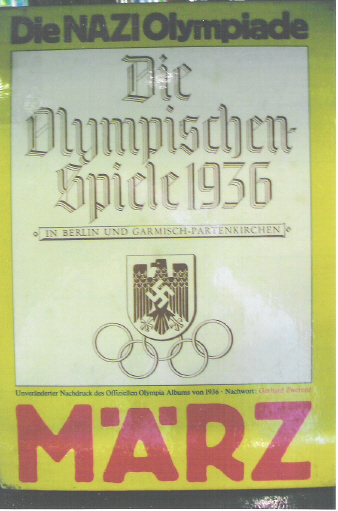 Die NAZI Olympiade
Die
Olympischen
Spiele 1936
IN BERLIN UND GARMISCH-PARTENKIRCHEN
Unveränderter Nachdruck des Offiziellen Olympia Albums von 1936 · Nachwort: Gerhard
MÄRZ